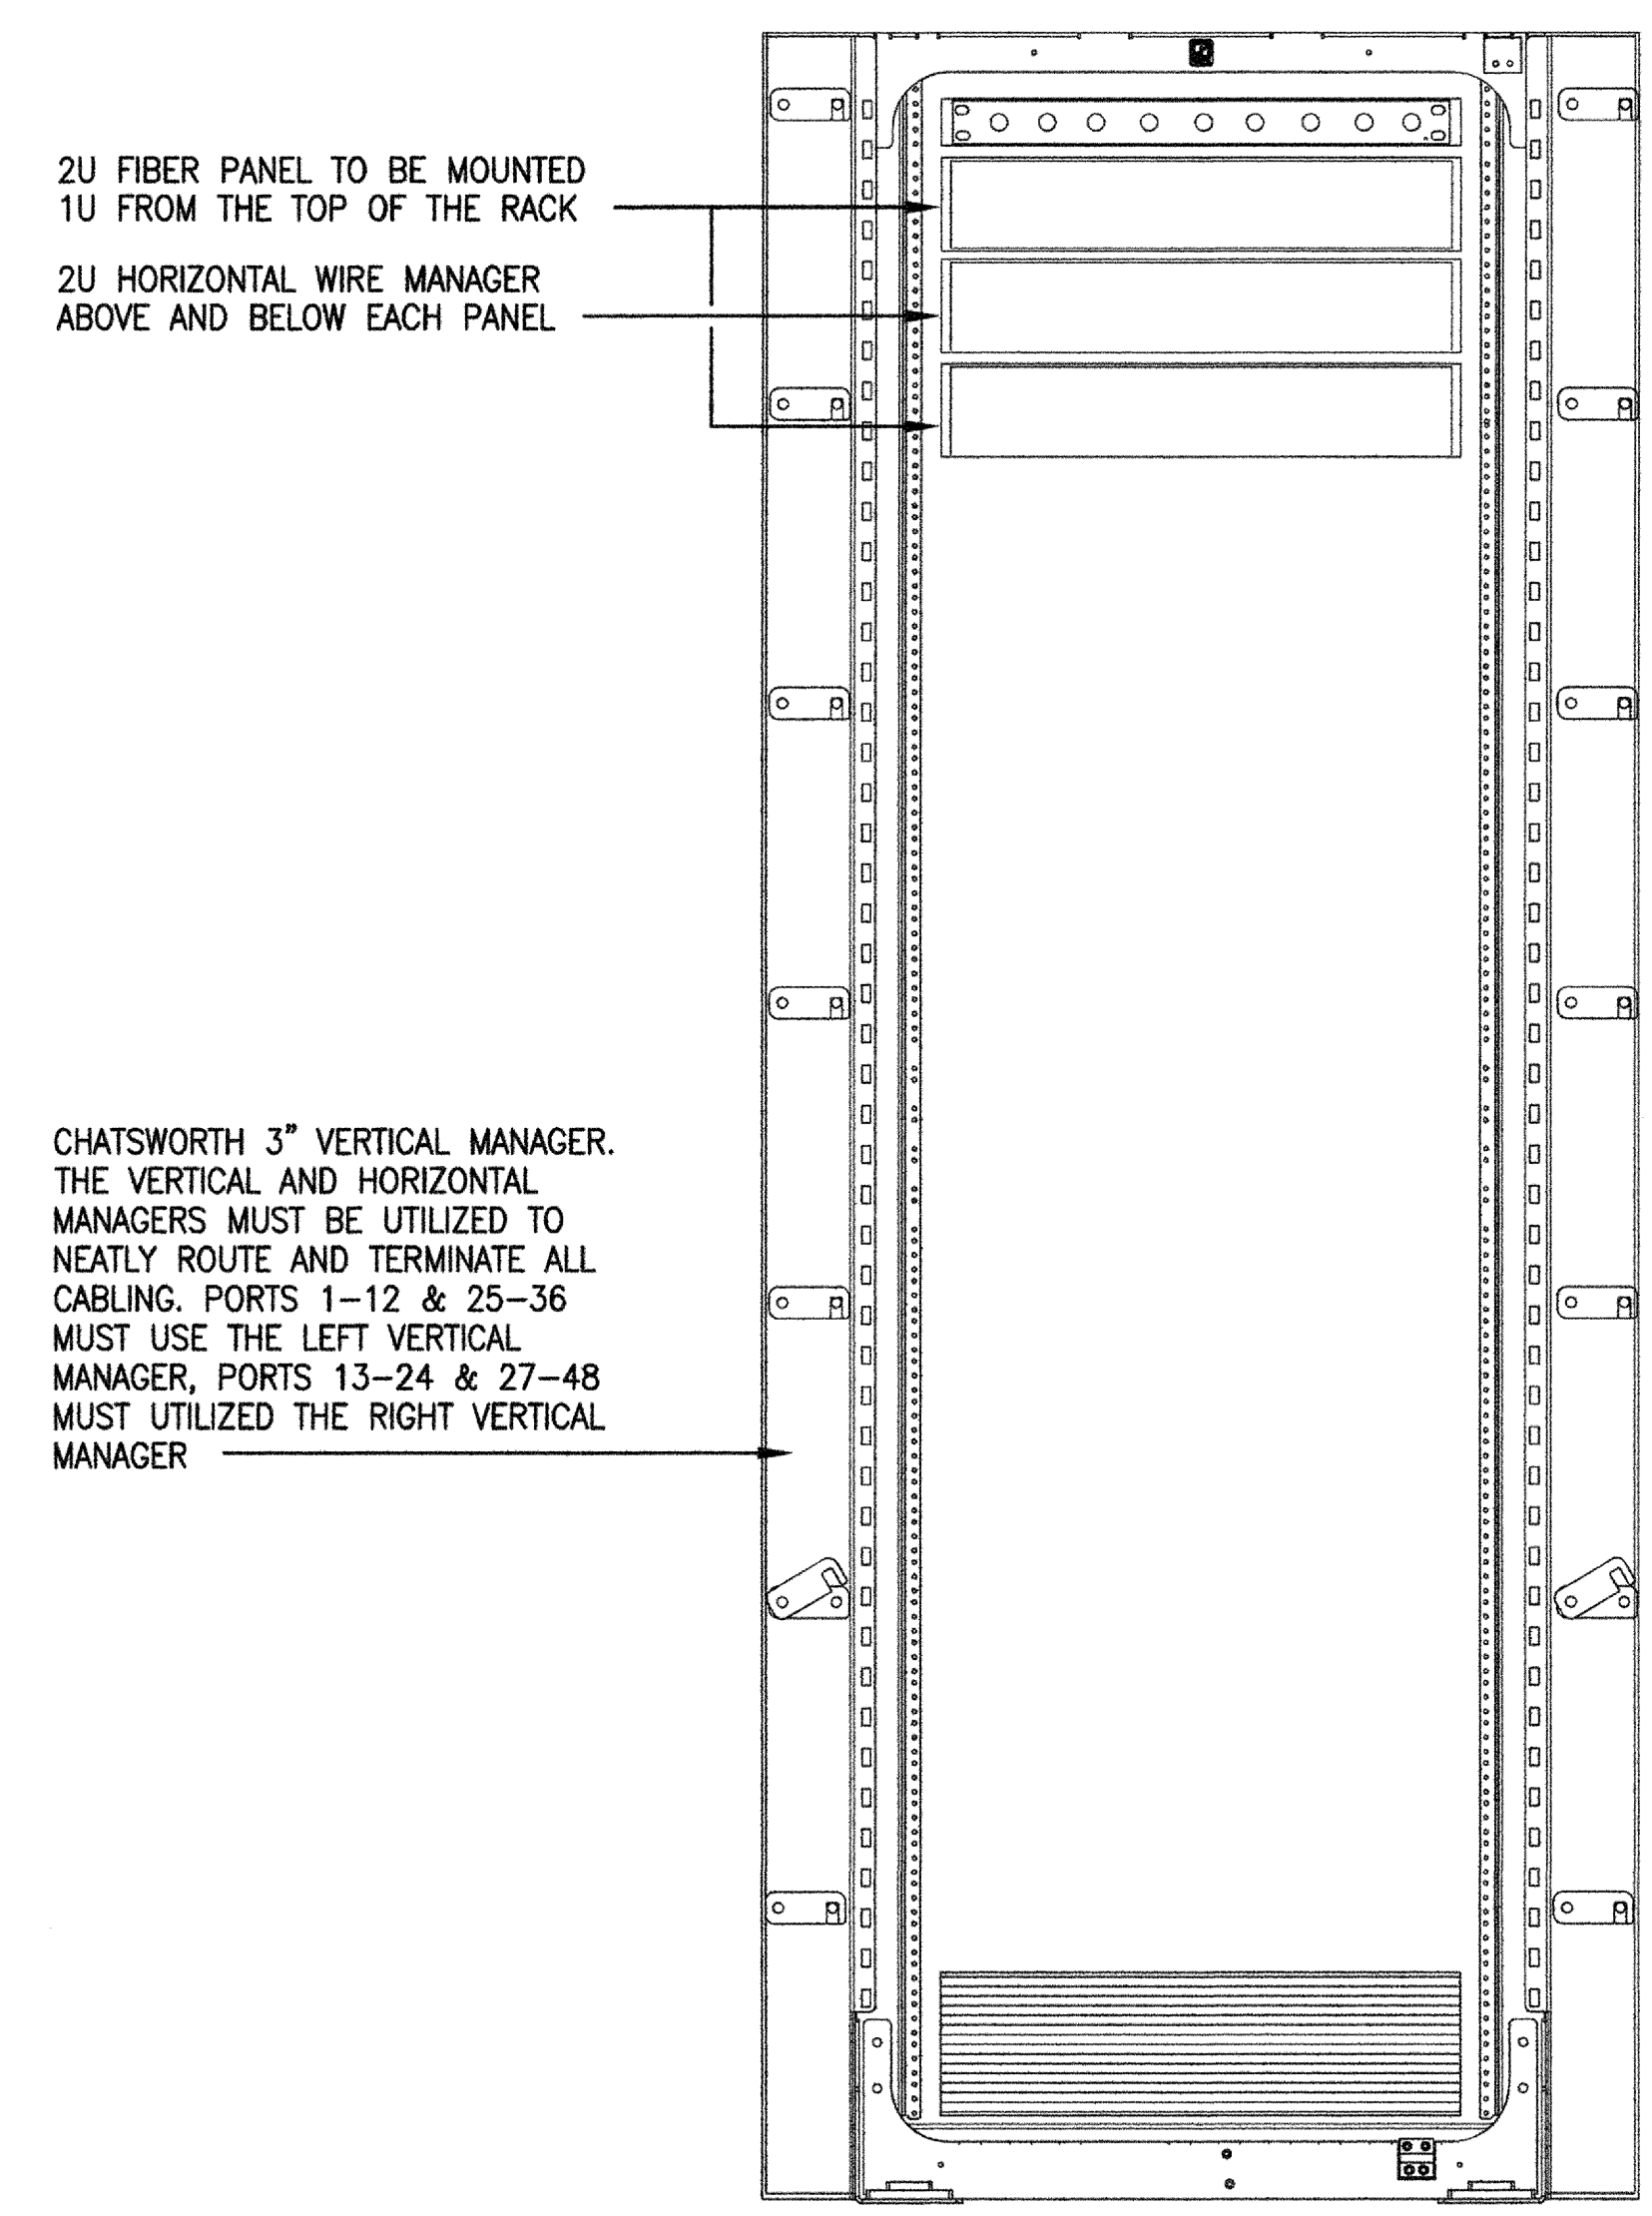 2U FIBER PANEL TO BE MOUNTED
1U FROM THE TOP OF THE RACK
2U HORIZONTAL WIRE MANAGER
ABOVE AND BELOW EACH PANEL
CHATSWORTH 3" VERTICAL MANAGER.
THE VERTICAL AND HORIZONTAL
MANAGERS MUST BE UTILIZED TO
NEATLY ROUTE AND TERMINATE ALL
CABLING. PORTS 1-12 & 25-36
MUST USE THE LEFT VERTICAL
MANAGER, PORTS 13-24 & 27-48
MUST UTILIZED THE RIGHT VERTICAL
MANAGER